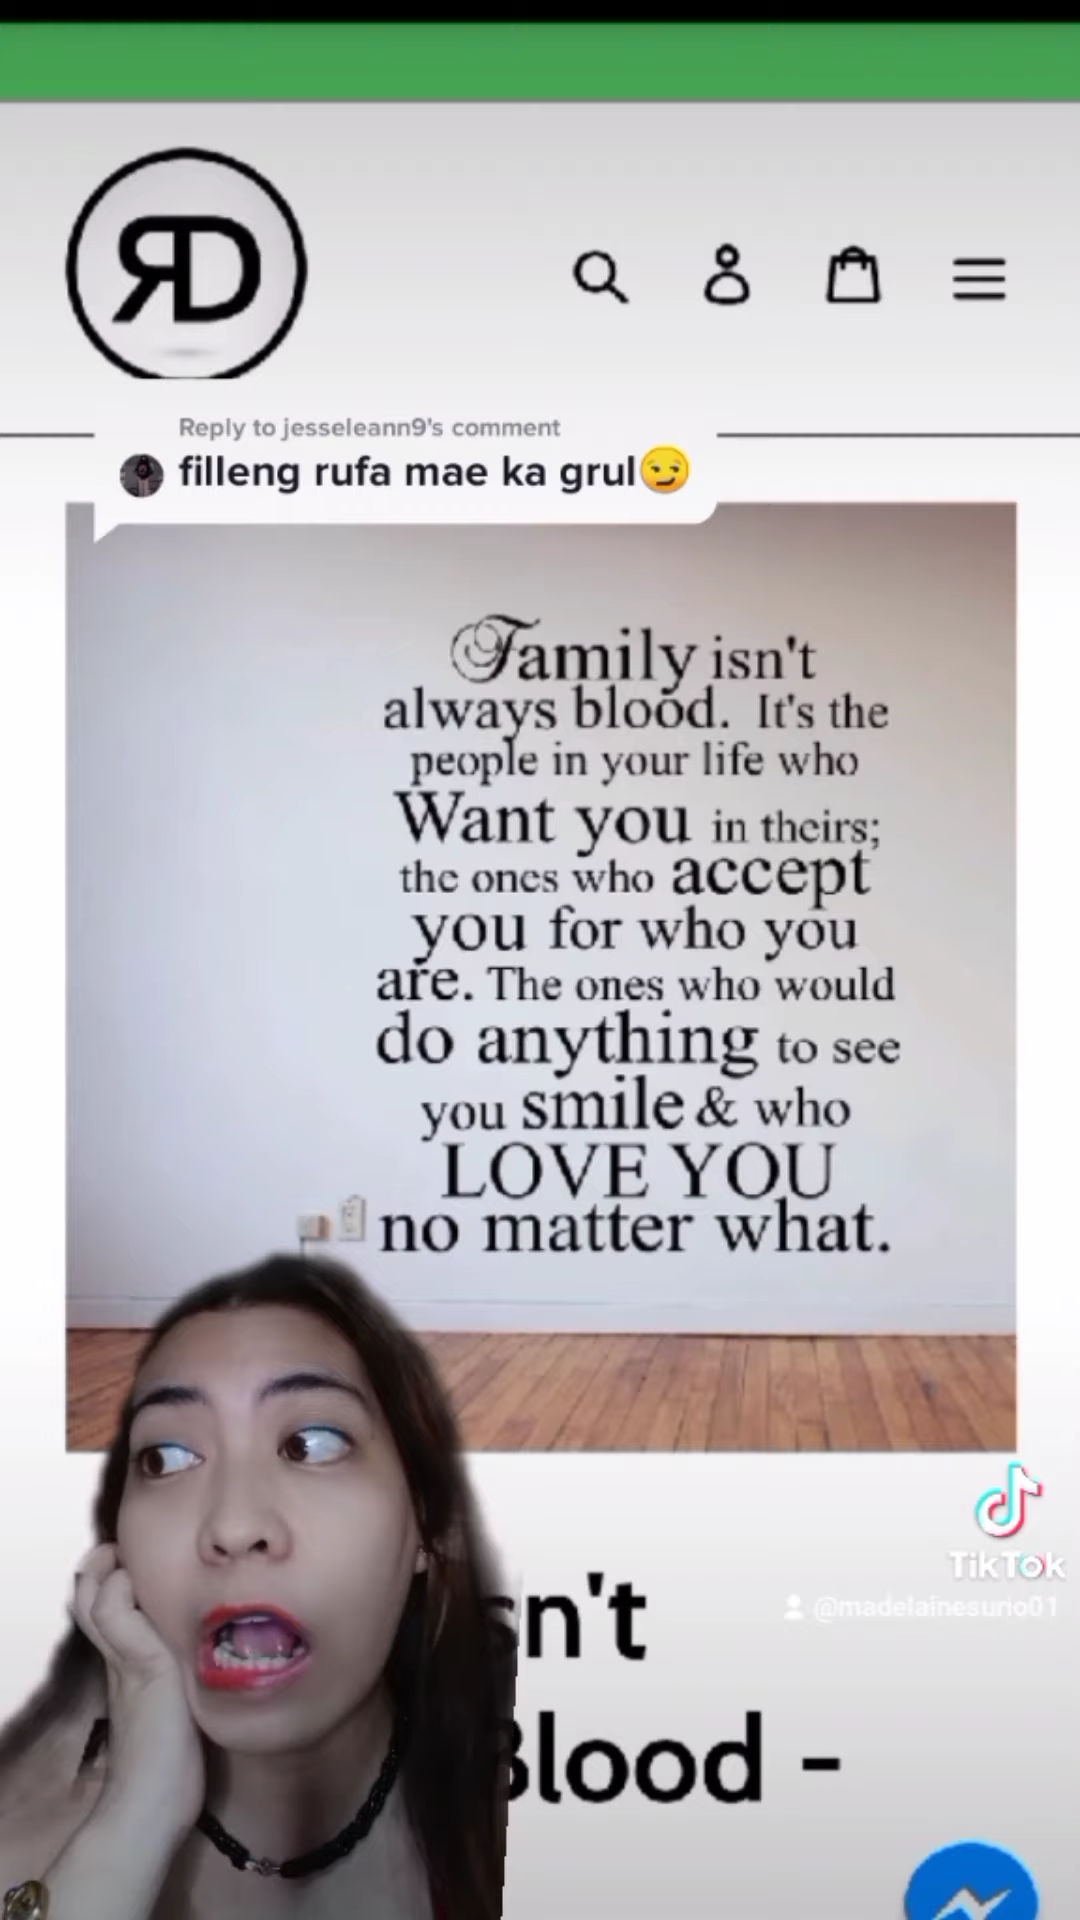 RD
Reply to jesseleann9's comment
filleng rufa mae ka grul😏
Family isn't
always blood. It's the
people in your life who
Want you in theirs;
the ones who accept
you for who you
are. The ones who would
do anything to see
you smile & who
LOVE YOU
no matter what.
TikTok
@madelainesurio01
sn't
Blood -